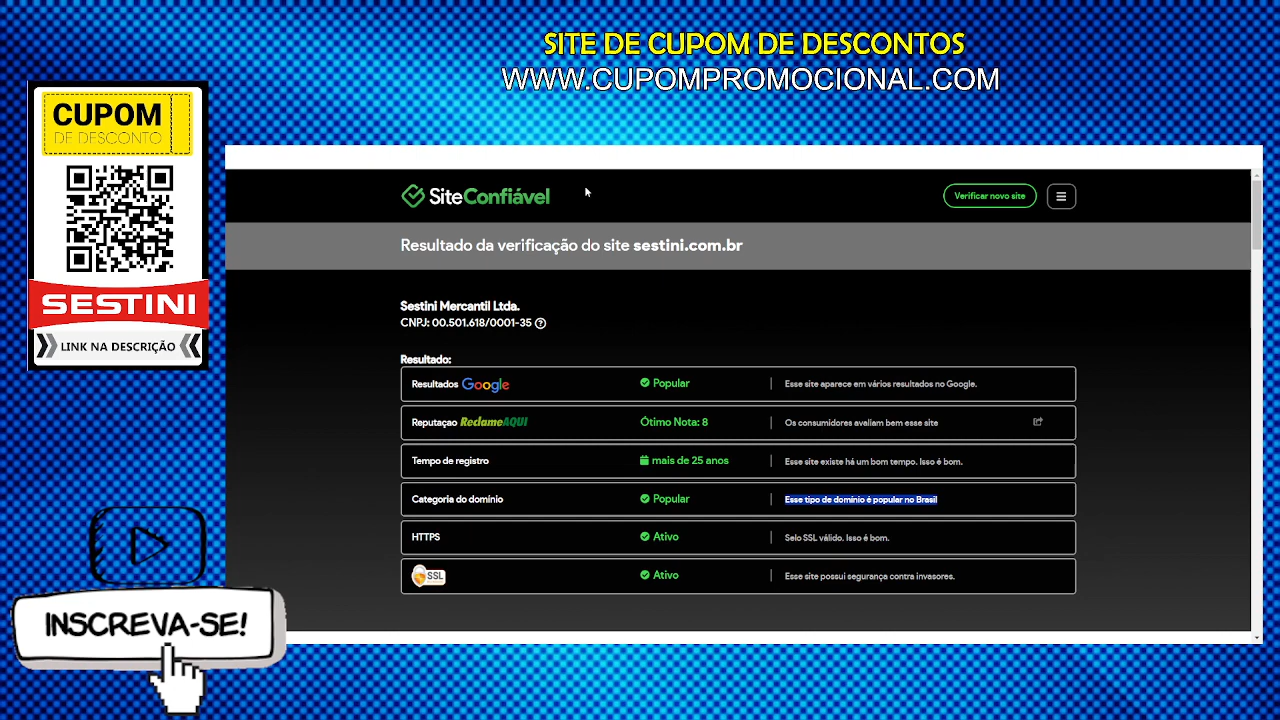 SITE DE CUPOM DE DESCONTOS
WWW.CUPOMPROMOCIONAL.COM
CUPOM
DE DESCONTO
SESTINI
LINK NA DESCRIÇÃO
INSCREVA-SE!
SiteConfiável
Verificar novo site
Resultado da verificação do site sestini.com.br
Sestini Mercantil Ltda.
CNPJ: 00.501.618/0001-35
Resultado:
Resultados Google Popular Esse site aparece em vários resultados no Google.
Reputaçao ReclameAQUI Ótimo Nota: 8 Os consumidores avaliam bem esse site
Tempo de registro mais de 25 anos Esse site existe há um bom tempo. Isso é bom.
Categoria do domínio Popular Esse tipo de domínio é popular no Brasil
HTTPS Ativo Selo SSL válido. Isso é bom.
SSL Ativo Esse site possui segurança contra invasores.